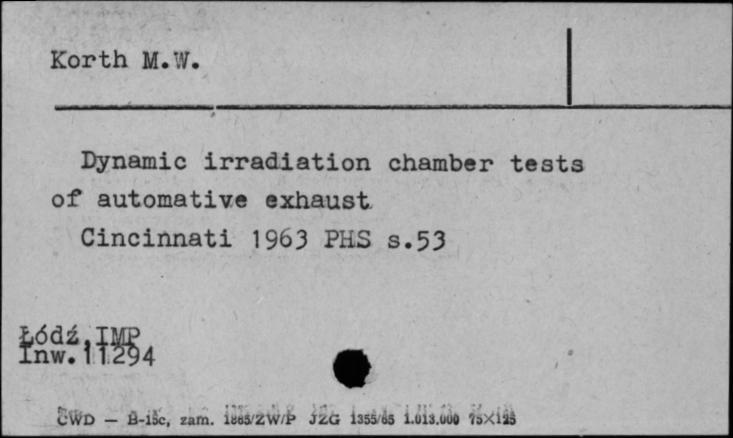 Korth M.W.
Dynamic irradiation chamber tests
of automative exhaust
Cincinnati 1963 PHS s.53
Łódź,IMP
Inw.11294
CWD — B-15c, zam. 1865/ZW/P JZG 1355/65 1.013.000 75×125